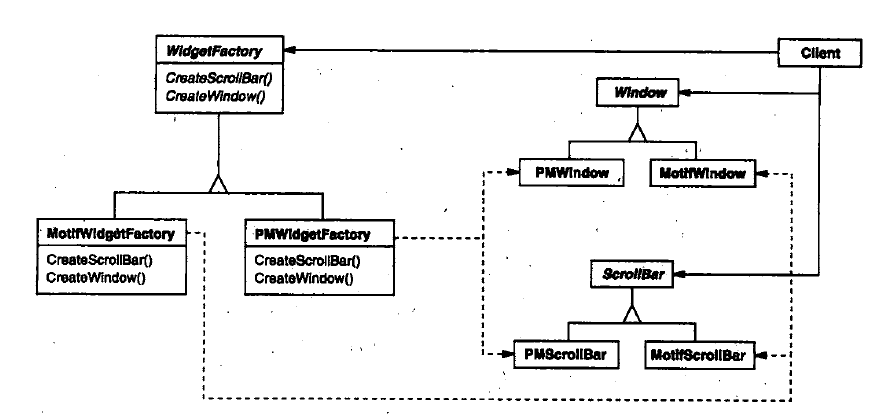 WidgetFactory
CreateScrollBar()
CreateWindow()
Client
Window
PMWindow
MotifWindow
MotifWidgetFactory
CreateScrollBar()
CreateWindow()
PMWidgetFactory
CreateScrollBar()
CreateWindow()
ScrollBar
PMScrollBar
MotifScrollBar